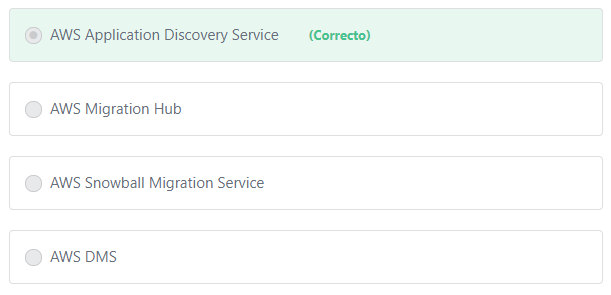 AWS Application Discovery Service (Correcto)
AWS Migration Hub
AWS Snowball Migration Service
AWS DMS